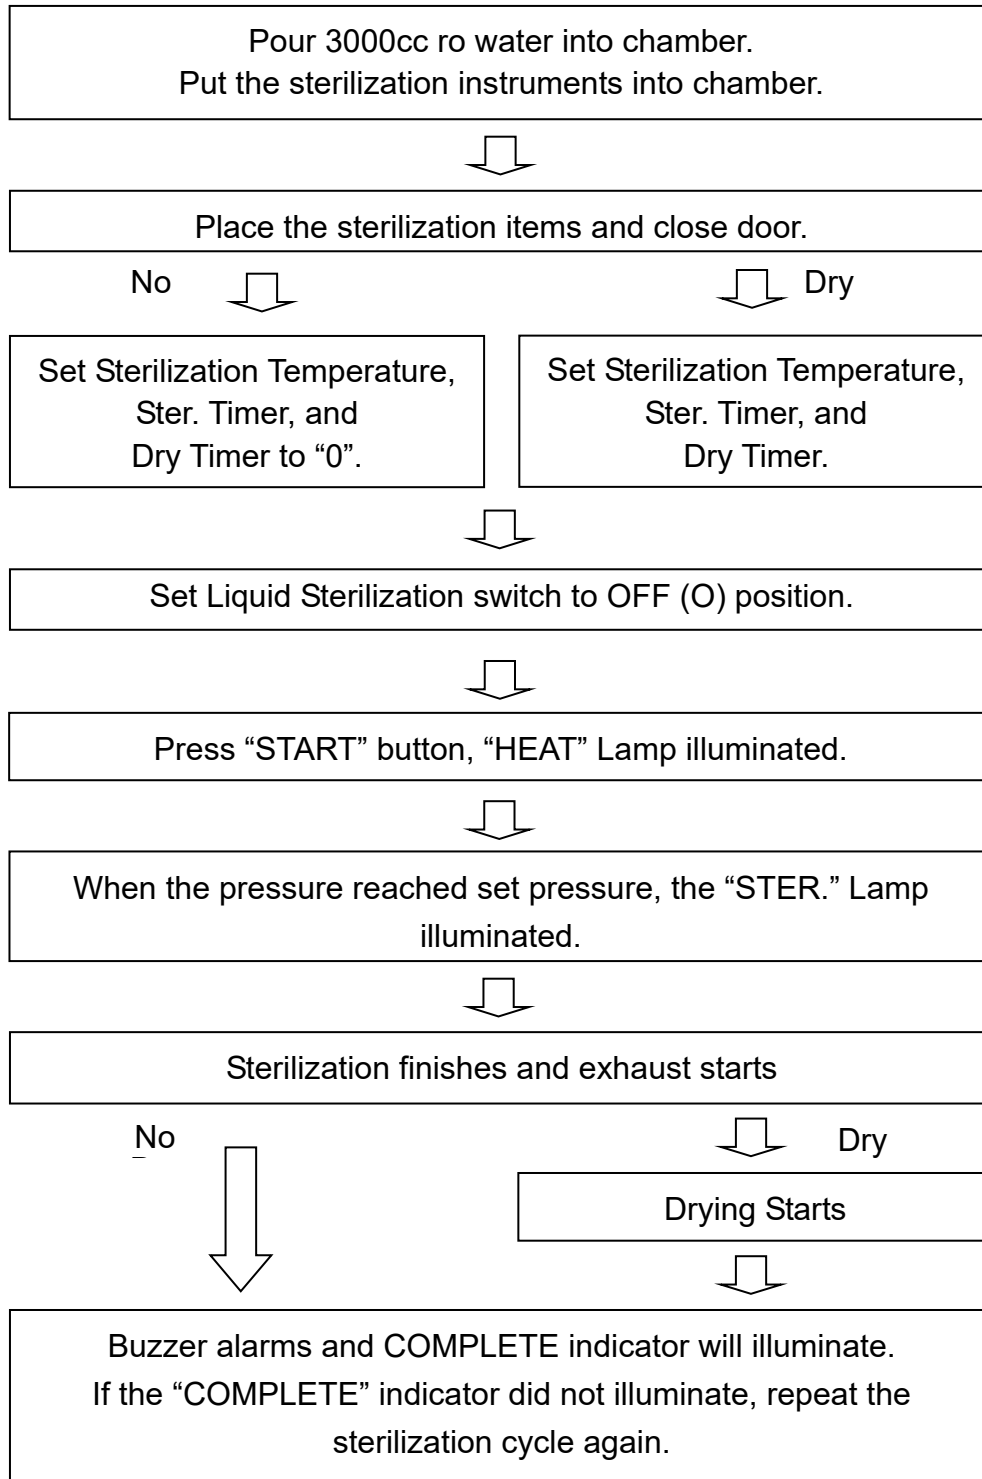 Pour 3000cc ro water into chamber.
Put the sterilization instruments into chamber.
Place the sterilization items and close door.
No
Dry
Set Sterilization Temperature,
Ster. Timer, and
Dry Timer to “0”.
Set Sterilization Temperature,
Ster. Timer, and
Dry Timer.
Set Liquid Sterilization switch to OFF (O) position.
Press “START” button, “HEAT” Lamp illuminated.
When the pressure reached set pressure, the “STER.” Lamp
illuminated.
Sterilization finishes and exhaust starts
No
Dry
Drying Starts
Buzzer alarms and COMPLETE indicator will illuminate.
If the “COMPLETE” indicator did not illuminate, repeat the
sterilization cycle again.